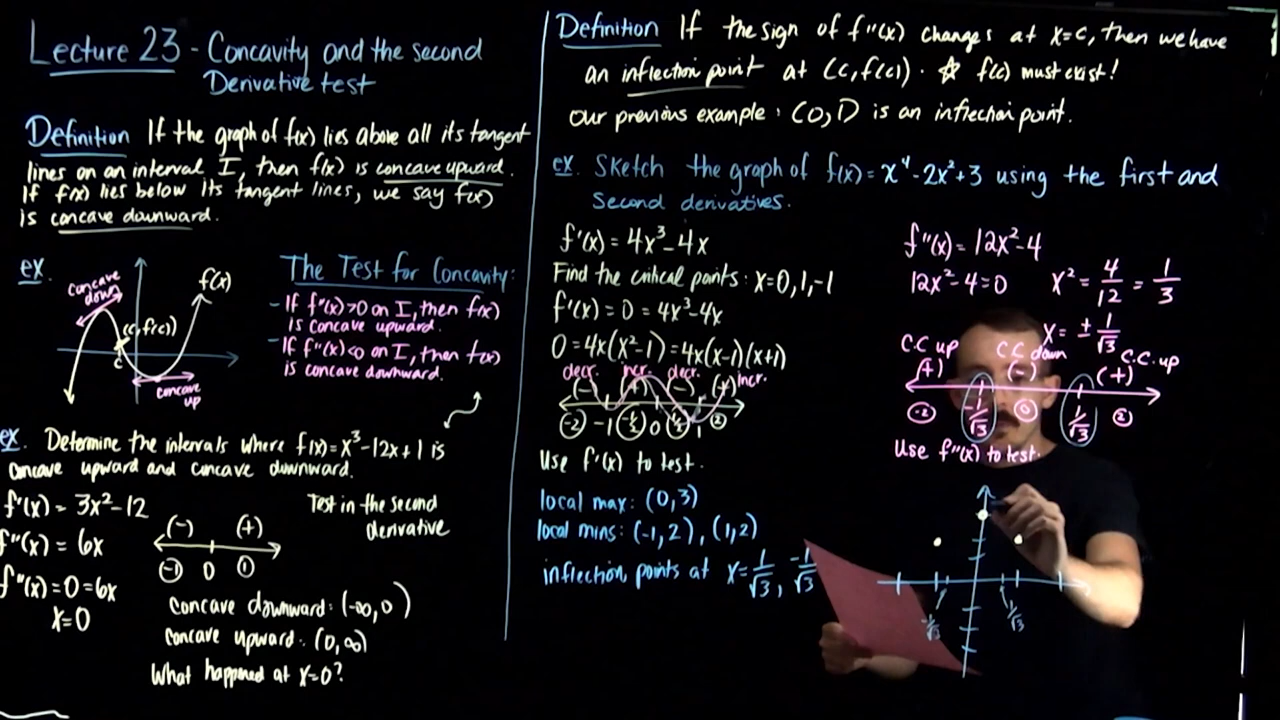 Lecture 23 - Concavity and the second
Derivative test
Definition If the graph of f(x) lies above all its tangent
lines on an interval I, then f(x) is concave upward.
If f(x) lies below its tangent lines, we say f(x)
is concave downward.
ex.
concave
down
(c, f(c))
c
f(x)
concave
up
The Test for Concavity:
- If f''(x)>0 on I, then f(x)
is concave upward.
- If f''(x)<0 on I, then f(x)
is concave downward.
ex. Determine the intervals where f(x)=x³-12x+1 is
concave upward and concave downward.
f'(x) = 3x²-12
f''(x) = 6x
f''(x)=0=6x
x=0
(-) (+)
-1 0 1
Test in the second
derivative
Concave downward: (-∞,0)
Concave upward: (0,∞)
What happened at x=0?
Definition If the sign of f''(x) changes at x=c, then we have
an inflection point at (c,f(c)). ☆ f(c) must exist!
Our previous example: (0,1) is an inflection point.
ex. Sketch the graph of f(x)=x⁴-2x²+3 using the first and
second derivatives.
f'(x)=4x³-4x
Find the critical points: x=0,1,-1
f'(x)=0=4x³-4x
0=4x(x²-1)=4x(x-1)(x+1)
decr. incr. decr. incr.
(-) (+) (-) (+)
-2 -1 -1/2 0 1/2 1 2
Use f'(x) to test.
local max: (0,3)
local mins: (-1,2), (1,2)
inflection points at x=1/√3, -1/√3
f''(x)=12x²-4
12x²-4=0 x²=4/12=1/3
x=±1/√3
C.C. up C.C. down C.C. up
(+) (-) (+)
-2 -1/√3 0 1/√3 2
Use f''(x) to test.
-1/√3 1/√3